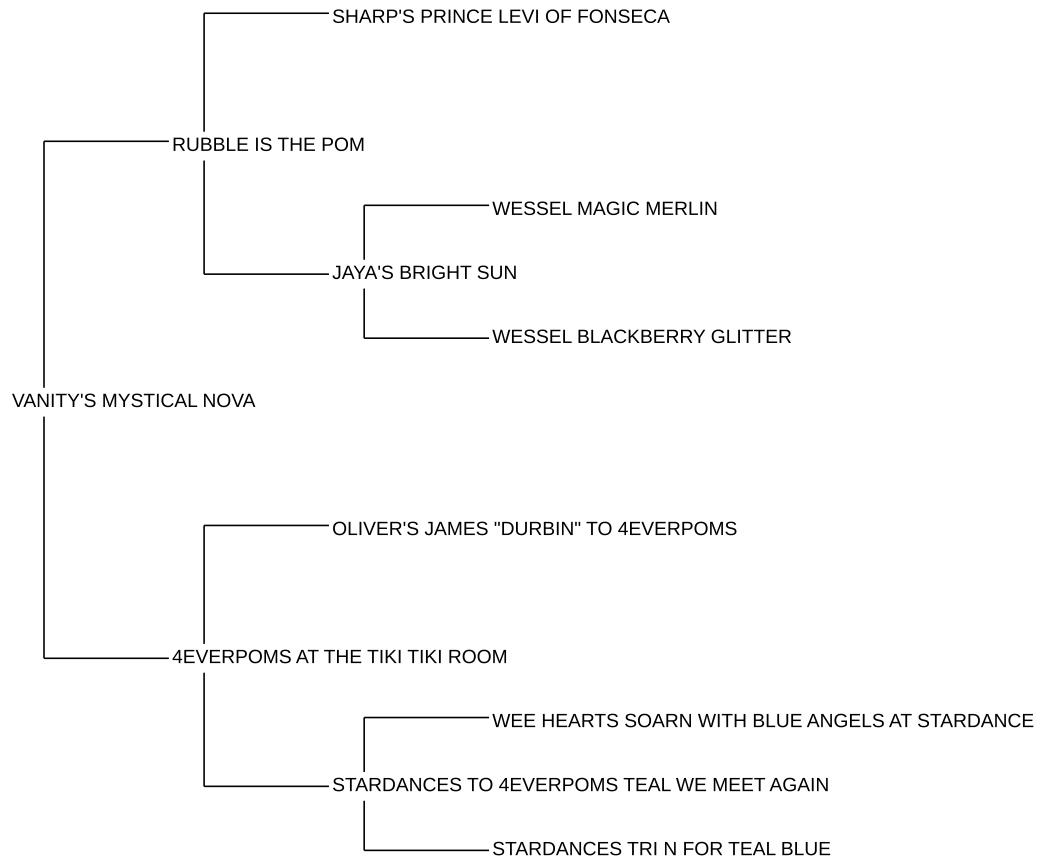 SHARP'S PRINCE LEVI OF FONSECA
RUBBLE IS THE POM
WESSEL MAGIC MERLIN
JAYA'S BRIGHT SUN
WESSEL BLACKBERRY GLITTER
VANITY'S MYSTICAL NOVA
OLIVER'S JAMES "DURBIN" TO 4EVERPOMS
4EVERPOMS AT THE TIKI TIKI ROOM
WEE HEARTS SOARN WITH BLUE ANGELS AT STARDANCE
STARDANCES TO 4EVERPOMS TEAL WE MEET AGAIN
STARDANCES TRI N FOR TEAL BLUE